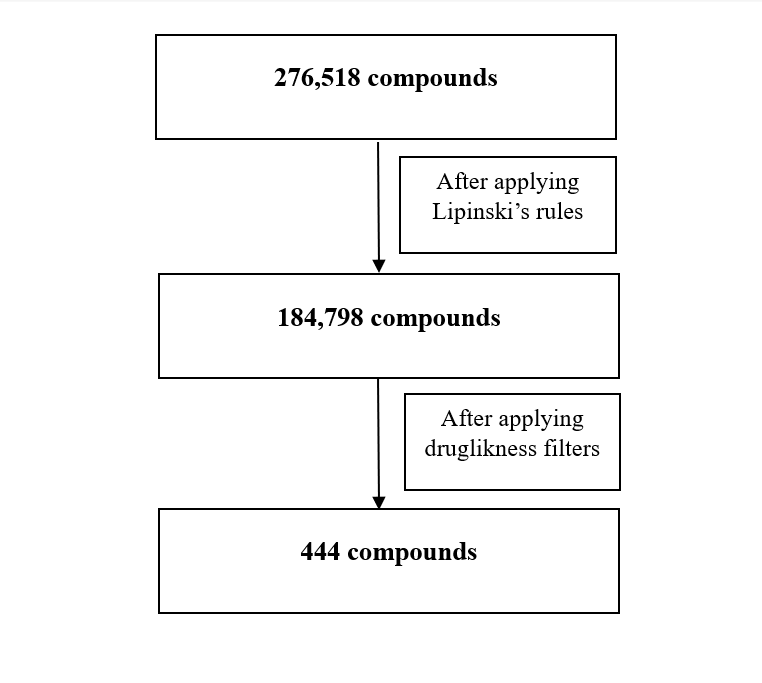 276,518 compounds
After applying
Lipinski’s rules
184,798 compounds
After applying
druglikness filters
444 compounds